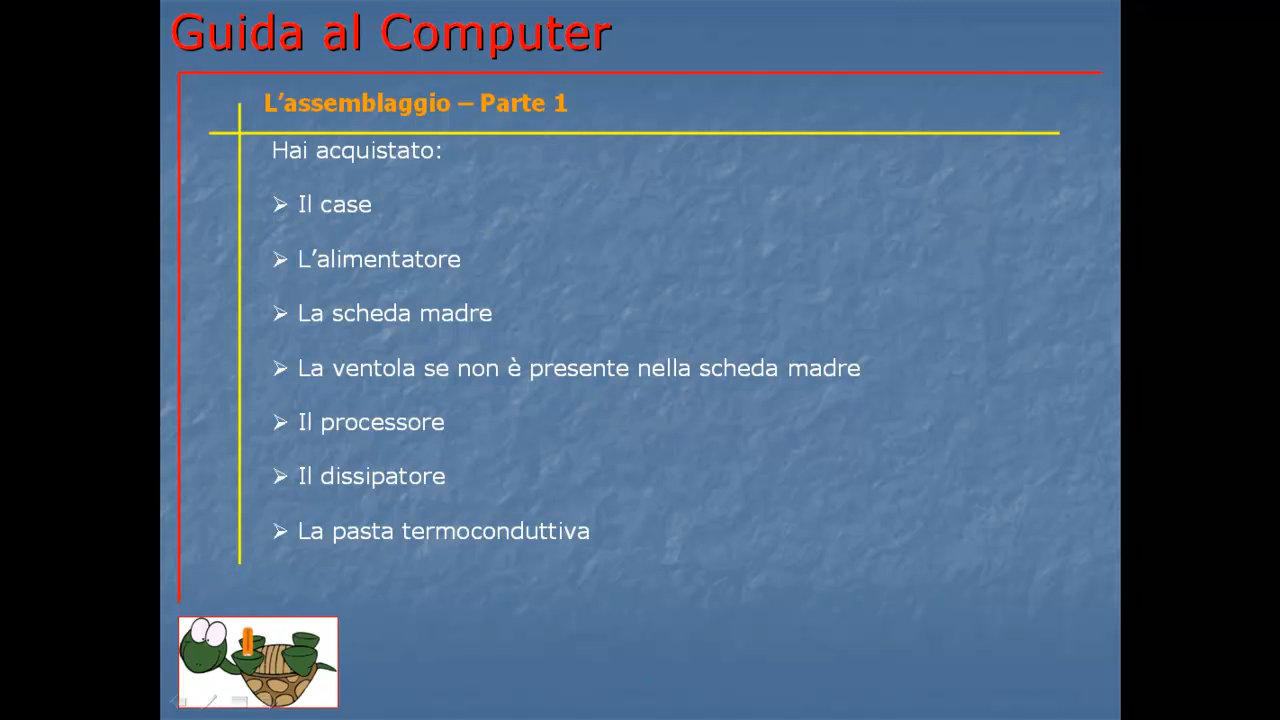 Guida al Computer
L’assemblaggio – Parte 1
Hai acquistato:
➢ Il case
➢ L’alimentatore
➢ La scheda madre
➢ La ventola se non è presente nella scheda madre
➢ Il processore
➢ Il dissipatore
➢ La pasta termoconduttiva